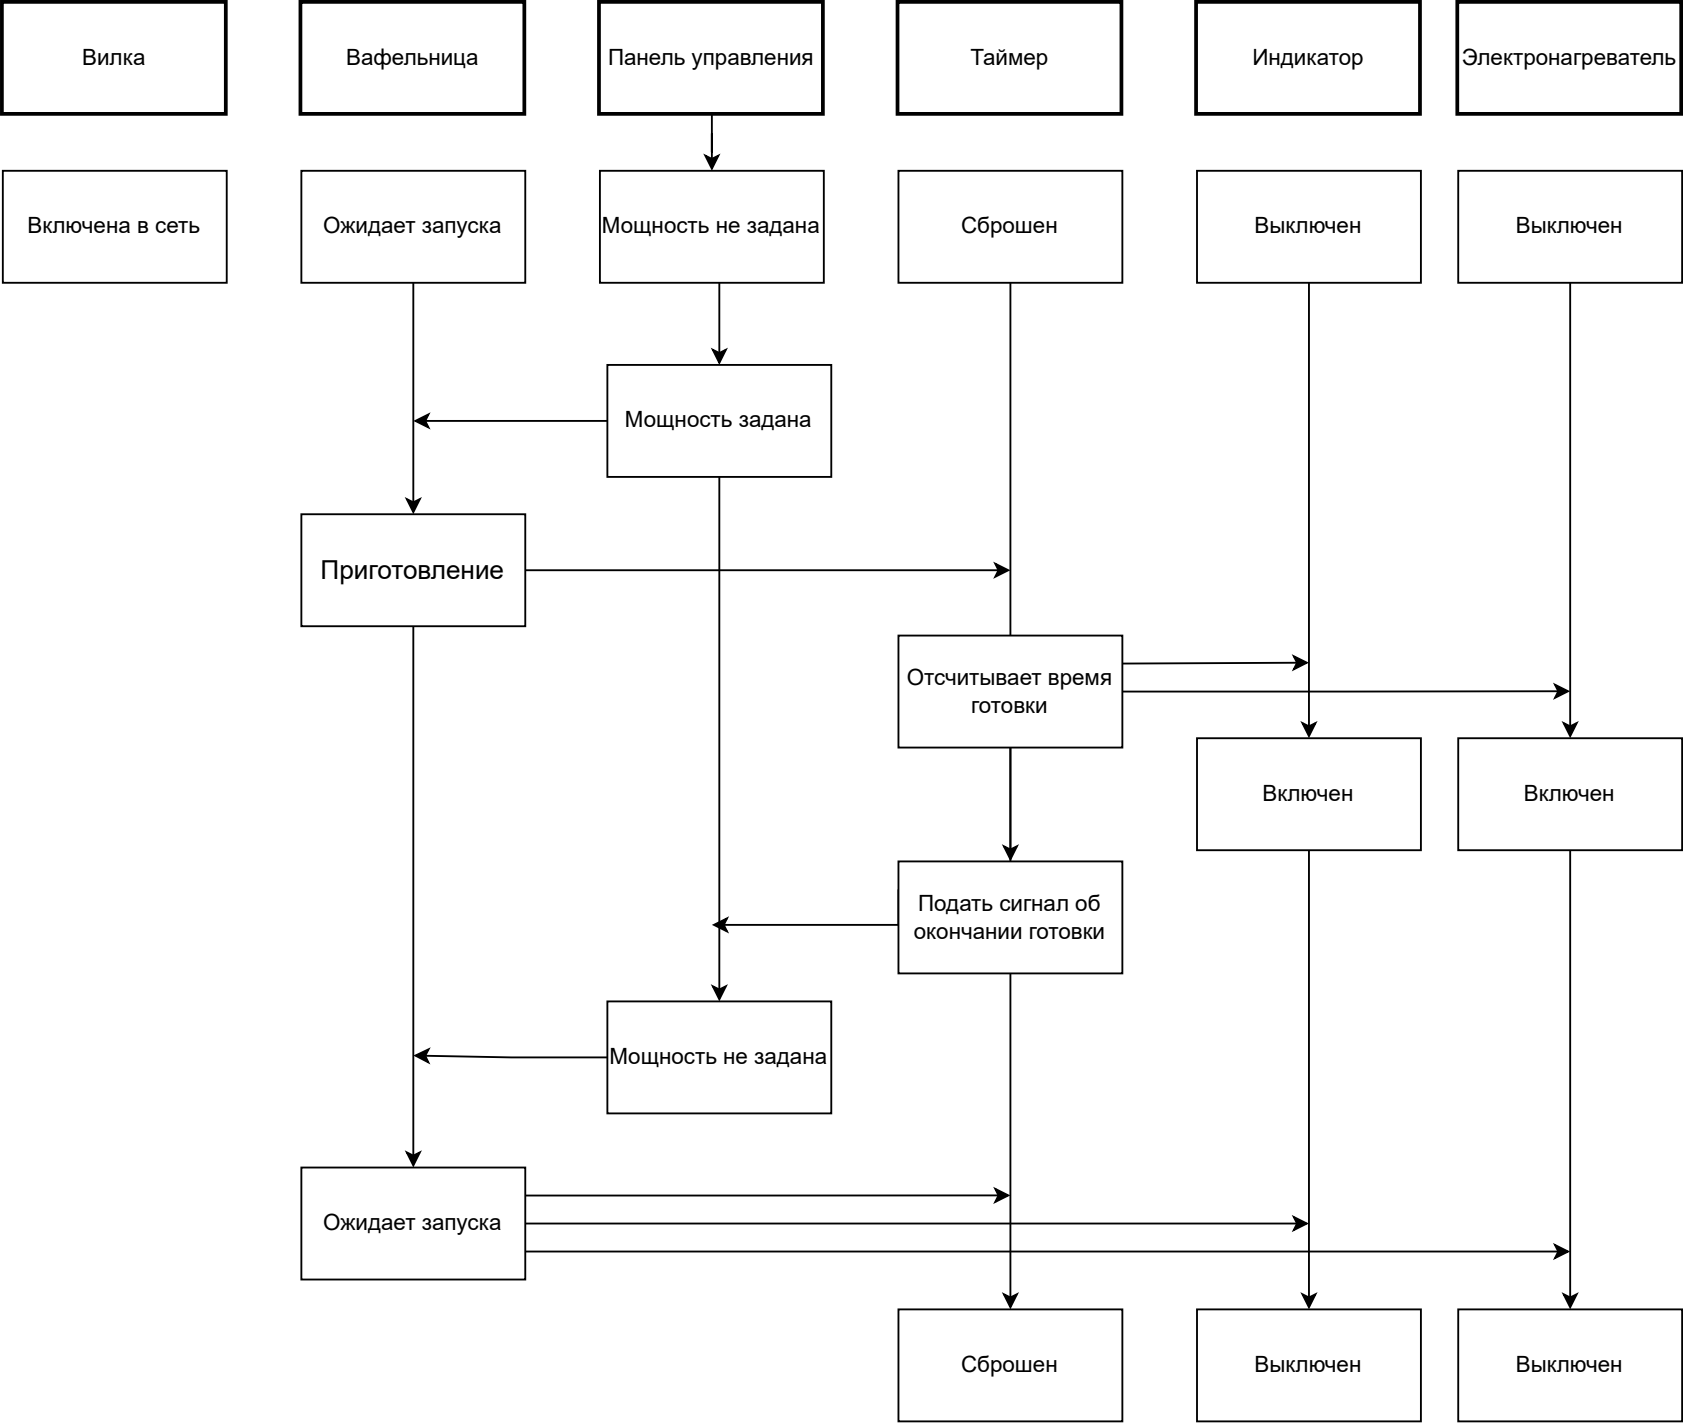 Вилка
Вафельница
Панель управления
Таймер
Индикатор
Электронагреватель
Включена в сеть
Ожидает запуска
Мощность не задана
Сброшен
Выключен
Выключен
Мощность задана
Приготовление
Отсчитывает время
готовки
Включен
Включен
Подать сигнал об
окончании готовки
Мощность не задана
Ожидает запуска
Сброшен
Выключен
Выключен